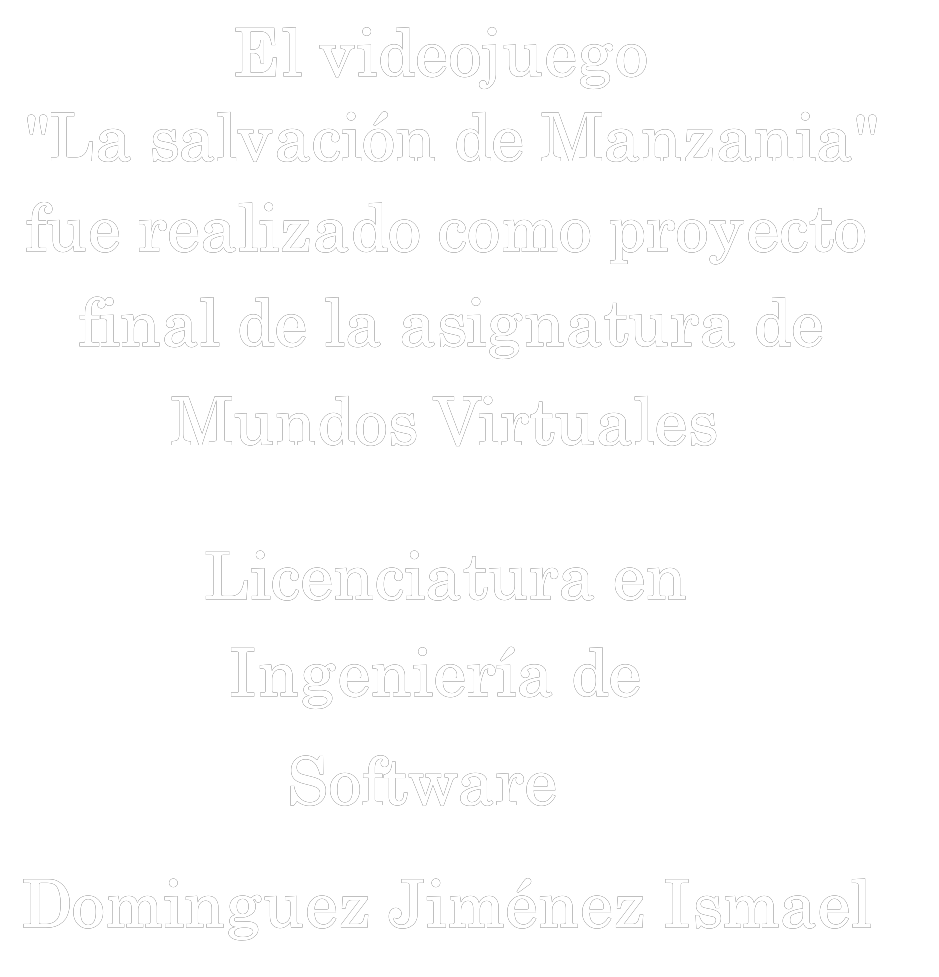 El videojuego
"La salvación de Manzania"
fue realizado como proyecto
final de la asignatura de
Mundos Virtuales
Licenciatura en
Ingeniería de
Software
Dominguez Jiménez Ismael